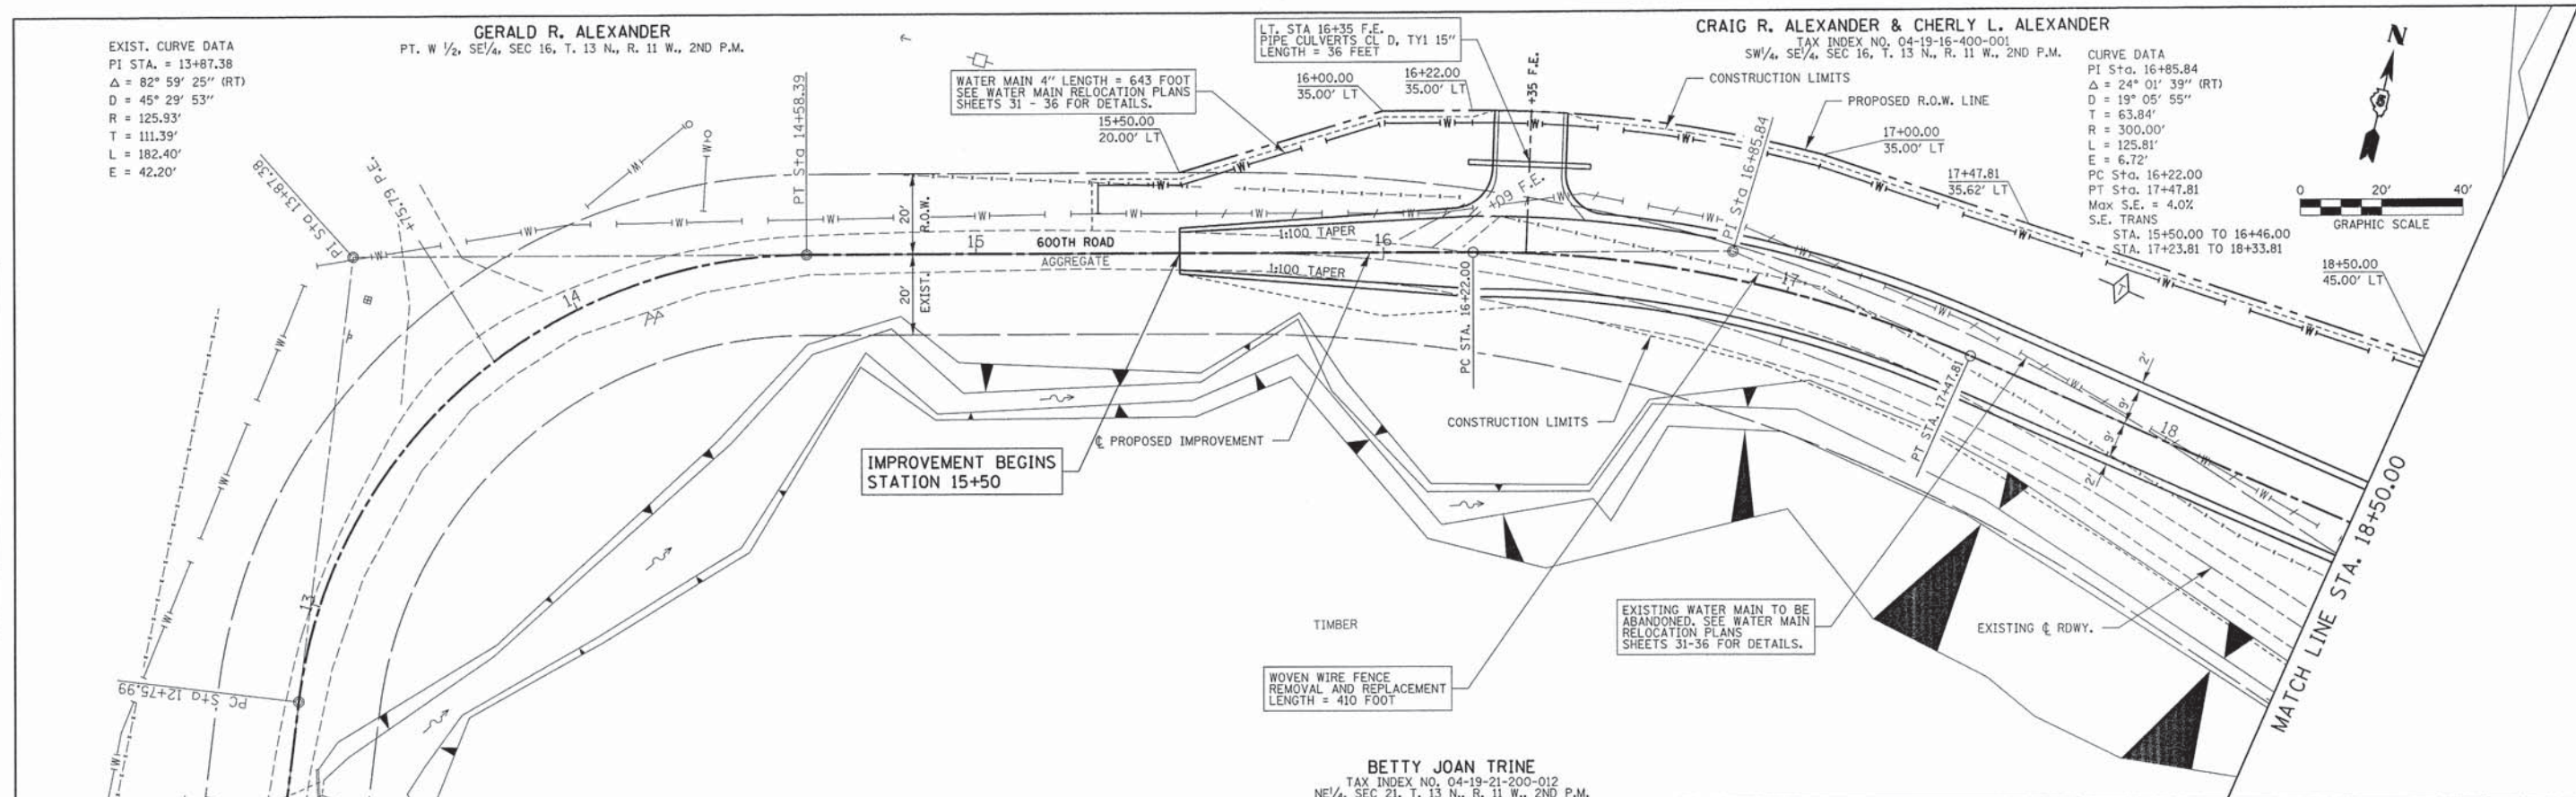 EXIST. CURVE DATA
PI STA. = 13+87.38
Δ = 82° 59' 25" (RT)
D = 45° 29' 53"
R = 125.93'
T = 111.39'
L = 182.40'
E = 42.20'
GERALD R. ALEXANDER
PT. W 1/2, SE1/4, SEC 16, T. 13 N., R. 11 W., 2ND P.M.
WATER MAIN 4" LENGTH = 643 FOOT
SEE WATER MAIN RELOCATION PLANS
SHEETS 31 - 36 FOR DETAILS.
LT. STA 16+35 F.E.
PIPE CULVERTS CL D, TY1 15"
LENGTH = 36 FEET
CRAIG R. ALEXANDER & CHERLY L. ALEXANDER
TAX INDEX NO. 04-19-16-400-001
SW1/4, SE1/4, SEC 16, T. 13 N., R. 11 W., 2ND P.M.
CURVE DATA
PI Sta. 16+85.84
Δ = 24° 01' 39" (RT)
D = 19° 05' 55"
T = 63.84'
R = 300.00'
L = 125.81'
E = 6.72'
PC Sta. 16+22.00
PT Sta. 17+47.81
Max S.E. = 4.0%
S.E. TRANS
STA. 15+50.00 TO 16+46.00
STA. 17+23.81 TO 18+33.81
N
0 20' 40'
GRAPHIC SCALE
15+50.00
20.00' LT
16+00.00
35.00' LT
16+22.00
35.00' LT
+35 F.E.
CONSTRUCTION LIMITS
PROPOSED R.O.W. LINE
17+00.00
35.00' LT
17+47.81
35.62' LT
18+50.00
45.00' LT
PI Sta 13+87.38
+75.79 P.E.
PT Sta 14+58.39
20'
R.O.W.
20'
EXIST.
15
600TH ROAD
AGGREGATE
1:100 TAPER
1:100 TAPER
16
+09 F.E.
PI Sta 16+85.84
PC STA. 16+22.00
17
PT STA. 17+47.81
2'
9'
9'
2'
18
14
13
PC Sta 12+75.99
IMPROVEMENT BEGINS
STATION 15+50
℄ PROPOSED IMPROVEMENT
CONSTRUCTION LIMITS
TIMBER
WOVEN WIRE FENCE
REMOVAL AND REPLACEMENT
LENGTH = 410 FOOT
EXISTING WATER MAIN TO BE
ABANDONED. SEE WATER MAIN
RELOCATION PLANS
SHEETS 31-36 FOR DETAILS.
EXISTING ℄ RDWY.
MATCH LINE STA. 18+50.00
BETTY JOAN TRINE
TAX INDEX NO. 04-19-21-200-012
NE1/4, SEC 21, T. 13 N., R. 11 W., 2ND P.M.